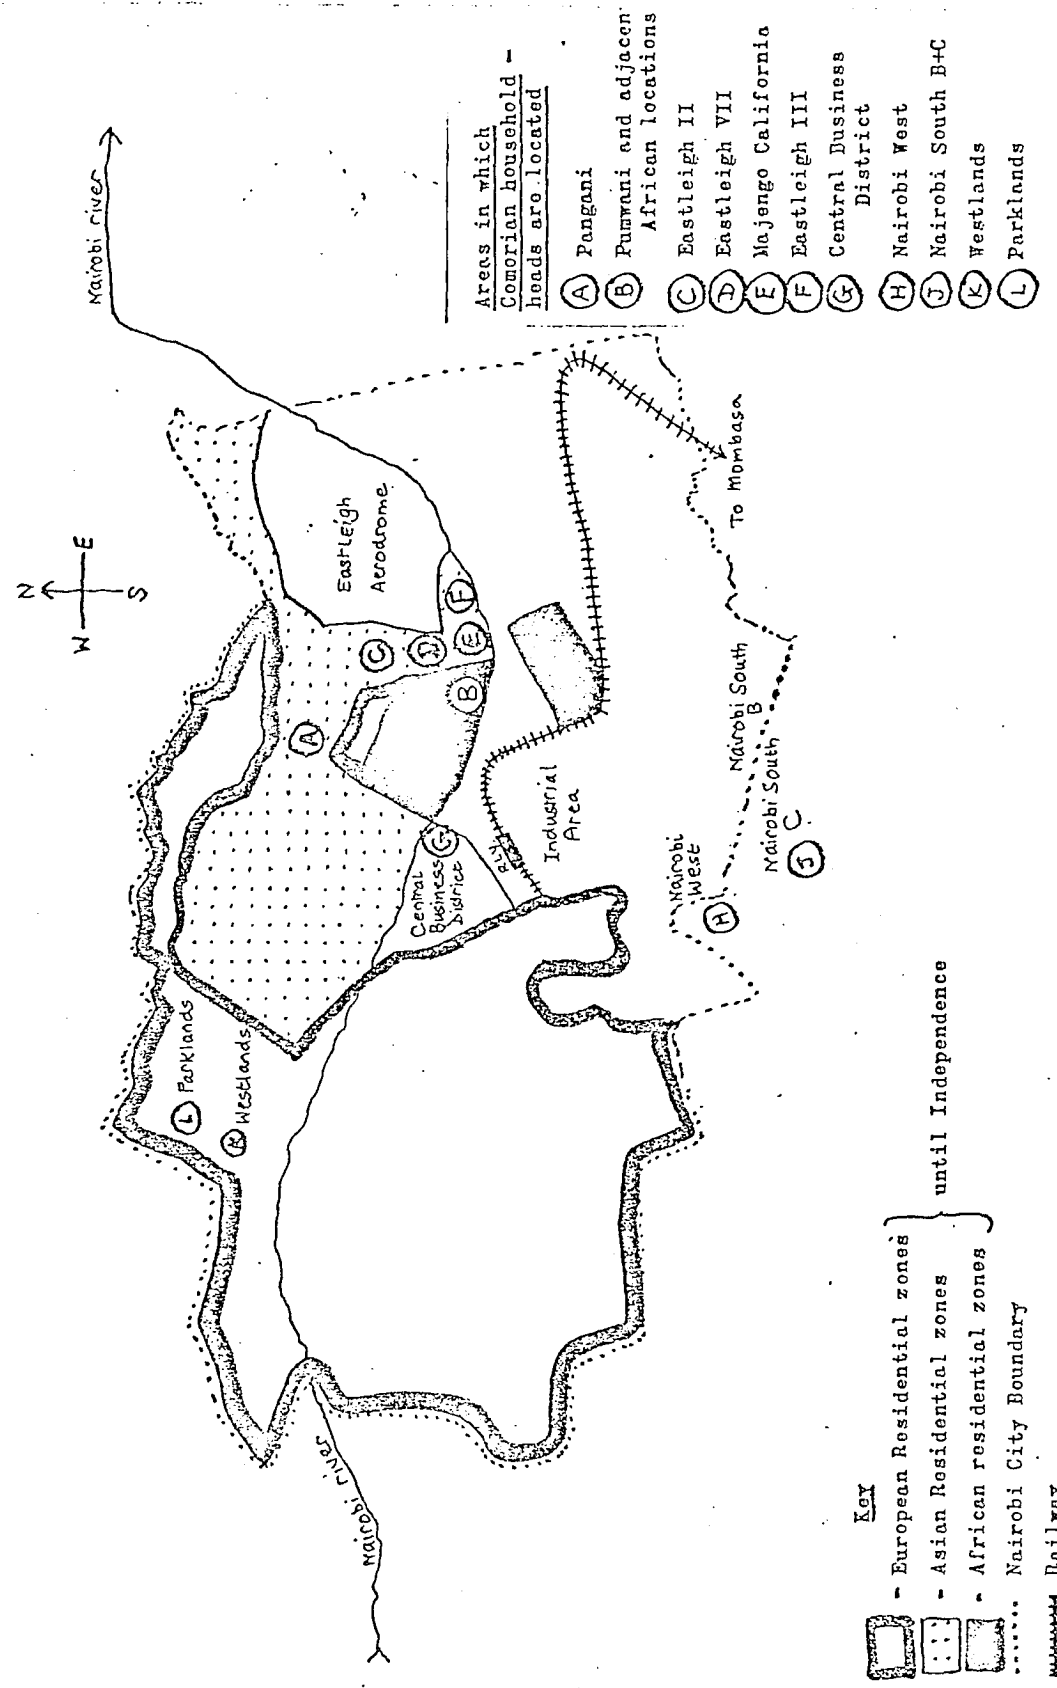 N
W E
S
Nairobi river
Parklands
L
K Westlands
Eastleigh
Aerodrome
A
C
D
E
F
B
G
Central
Business
District
RLY
Industrial
Area
Nairobi
West
H
Nairobi South
B
Nairobi South
C
J
To Mombasa
Nairobi river
Areas in which
Comorian household -
heads are located
A Pangani
B Pumwani and adjacen
African locations
C Eastleigh II
D Eastleigh VII
E Majengo California
F Eastleigh III
G Central Business
District
H Nairobi West
J Nairobi South B+C
K Westlands
L Parklands
Key
- European Residential zones
- Asian Residential zones
- African residential zones
until Independence
Nairobi City Boundary
Railway